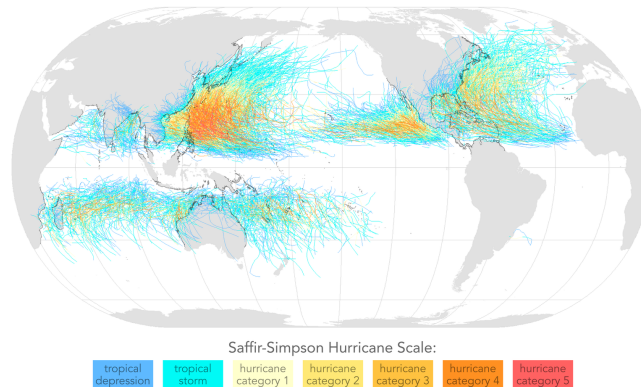 Saffir-Simpson Hurricane Scale:
tropical
depression
tropical
storm
hurricane
category 1
hurricane
category 2
hurricane
category 3
hurricane
category 4
hurricane
category 5